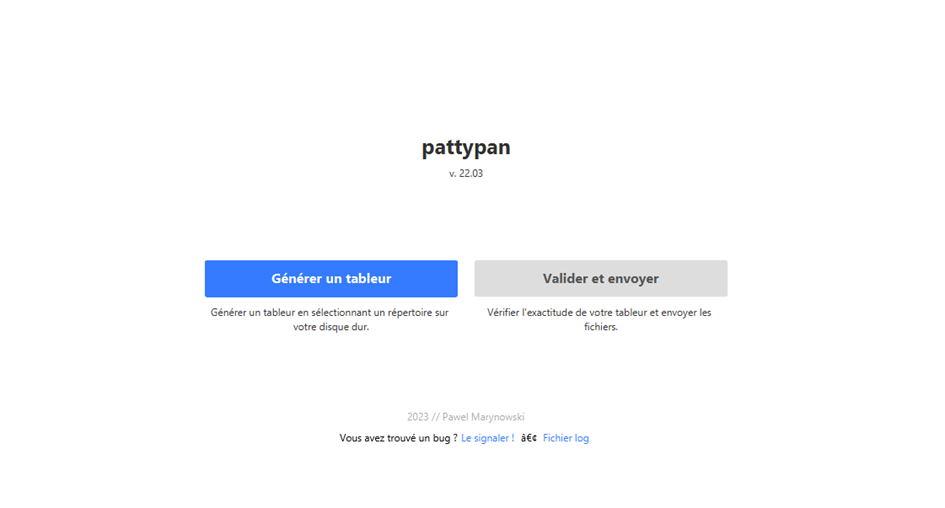 pattypan
v. 22.03
Générer un tableur
Valider et envoyer
Générer un tableur en sélectionnant un répertoire sur
votre disque dur.
Vérifier l'exactitude de votre tableur et envoyer les
fichiers.
2023 // Pawel Marynowski
Vous avez trouvé un bug ? Le signaler ! â€¢ Fichier log